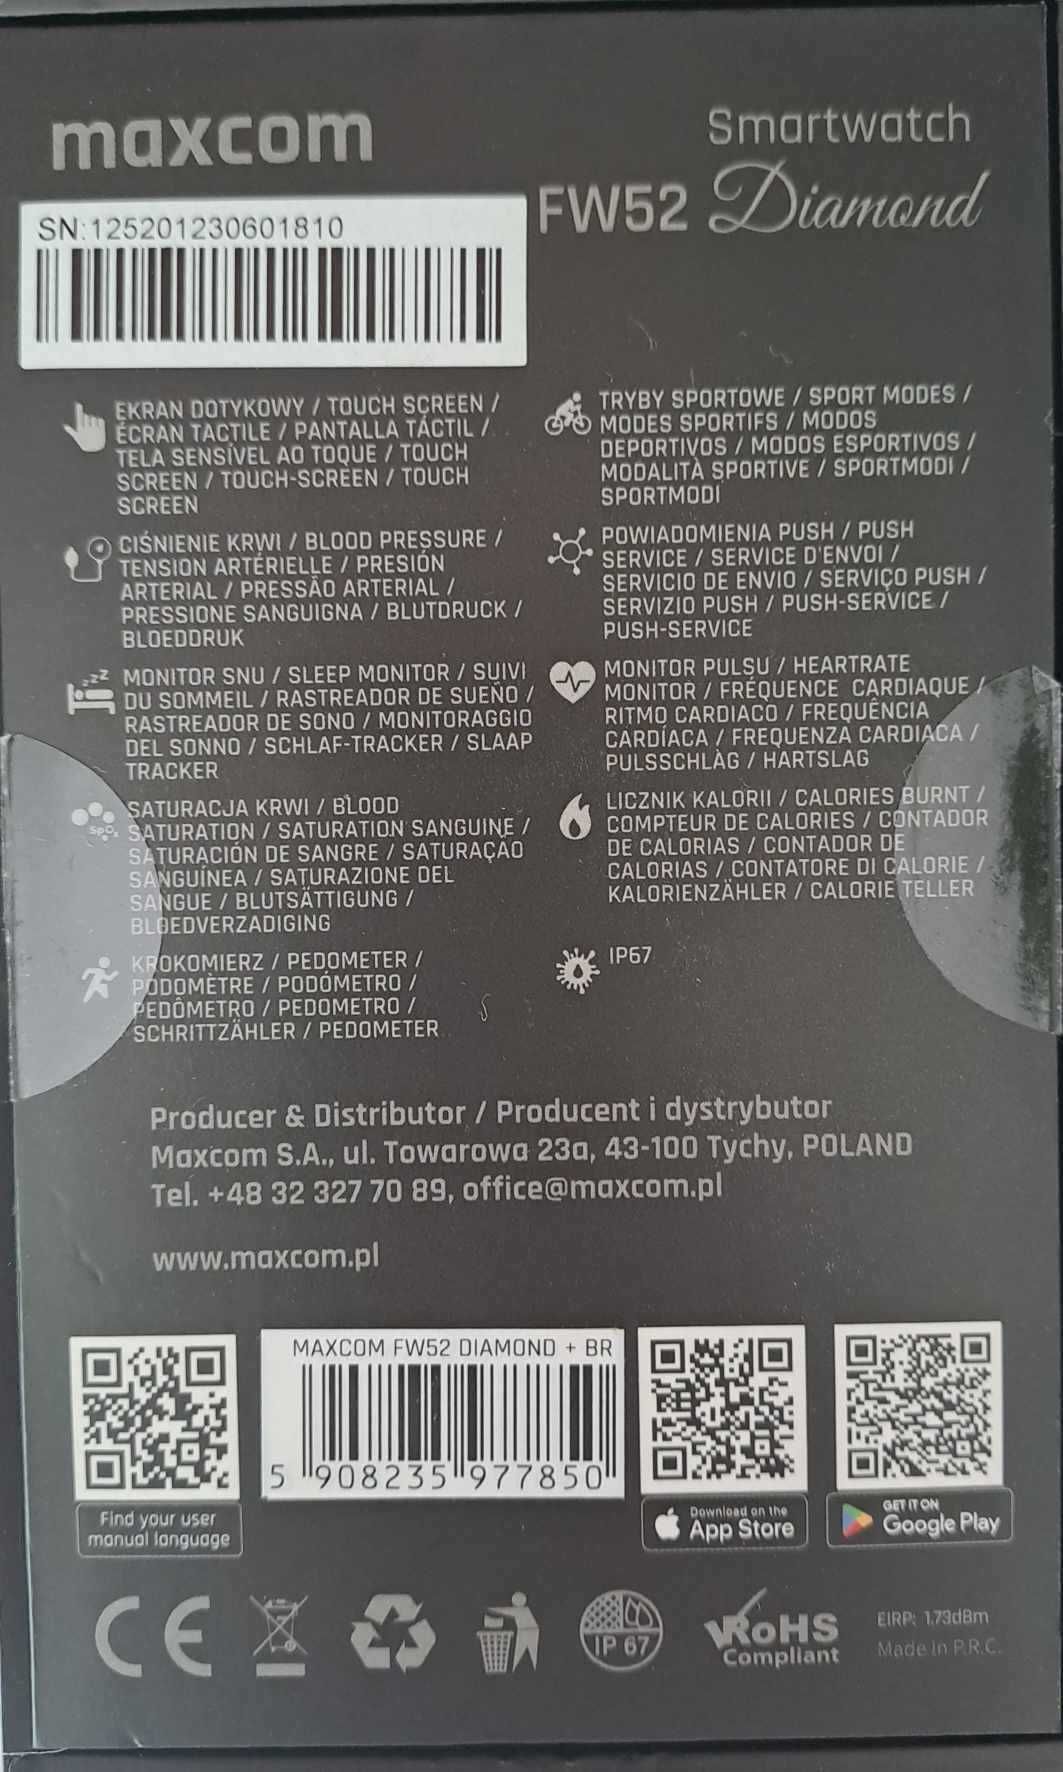 maxcom
Smartwatch
FW52 Diamond
SN:125201230601810
EKRAN DOTYKOWY / TOUCH SCREEN /
ÉCRAN TACTILE / PANTALLA TÁCTIL /
TELA SENSÍVEL AO TOQUE / TOUCH
SCREEN / TOUCH-SCREEN / TOUCH
SCREEN
CIŚNIENIE KRWI / BLOOD PRESSURE /
TENSION ARTÉRIELLE / PRESIÓN
ARTERIAL / PRESSÃO ARTERIAL /
PRESSIONE SANGUIGNA / BLUTDRUCK /
BLOEDDRUK
zzZ
MONITOR SNU / SLEEP MONITOR / SUIVI
DU SOMMEIL / RASTREADOR DE SUEÑO /
RASTREADOR DE SONO / MONITORAGGIO
DEL SONNO / SCHLAF-TRACKER / SLAAP
TRACKER
SpO₂
SATURACJA KRWI / BLOOD
SATURATION / SATURATION SANGUINE /
SATURACIÓN DE SANGRE / SATURAÇÃO
SANGUÍNEA / SATURAZIONE DEL
SANGUE / BLUTSÄTTIGUNG /
BLOEDVERZADIGING
KROKOMIERZ / PEDOMETER /
PODOMÈTRE / PODÓMETRO /
PEDÔMETRO / PEDOMETRO /
SCHRITTZÄHLER / PEDOMETER
TRYBY SPORTOWE / SPORT MODES /
MODES SPORTIFS / MODOS
DEPORTIVOS / MODOS ESPORTIVOS /
MODALITÀ SPORTIVE / SPORTMODI /
SPORTMODI
POWIADOMIENIA PUSH / PUSH
SERVICE / SERVICE D'ENVOI /
SERVICIO DE ENVIO / SERVIÇO PUSH /
SERVIZIO PUSH / PUSH-SERVICE /
PUSH-SERVICE
MONITOR PULSU / HEARTRATE
MONITOR / FRÉQUENCE CARDIAQUE /
RITMO CARDIACO / FREQUÊNCIA
CARDÍACA / FREQUENZA CARDIACA /
PULSSCHLÄG / HARTSLAG
LICZNIK KALORII / CALORIES BURNT /
COMPTEUR DE CALORIES / CONTADOR
DE CALORIAS / CONTADOR DE
CALORIAS / CONTATORE DI CALORIE /
KALORIENZÄHLER / CALORIE TELLER
IP67
Producer & Distributor / Producent i dystrybutor
Maxcom S.A., ul. Towarowa 23a, 43-100 Tychy, POLAND
Tel. +48 32 327 70 89, office@maxcom.pl
www.maxcom.pl
MAXCOM FW52 DIAMOND + BR
5 908235 977850
Find your user
manual language
Download on the
App Store
GET IT ON
Google Play
CE
IP 67
RoHS
Compliant
EIRP: 1.73dBm
Made in P.R.C.